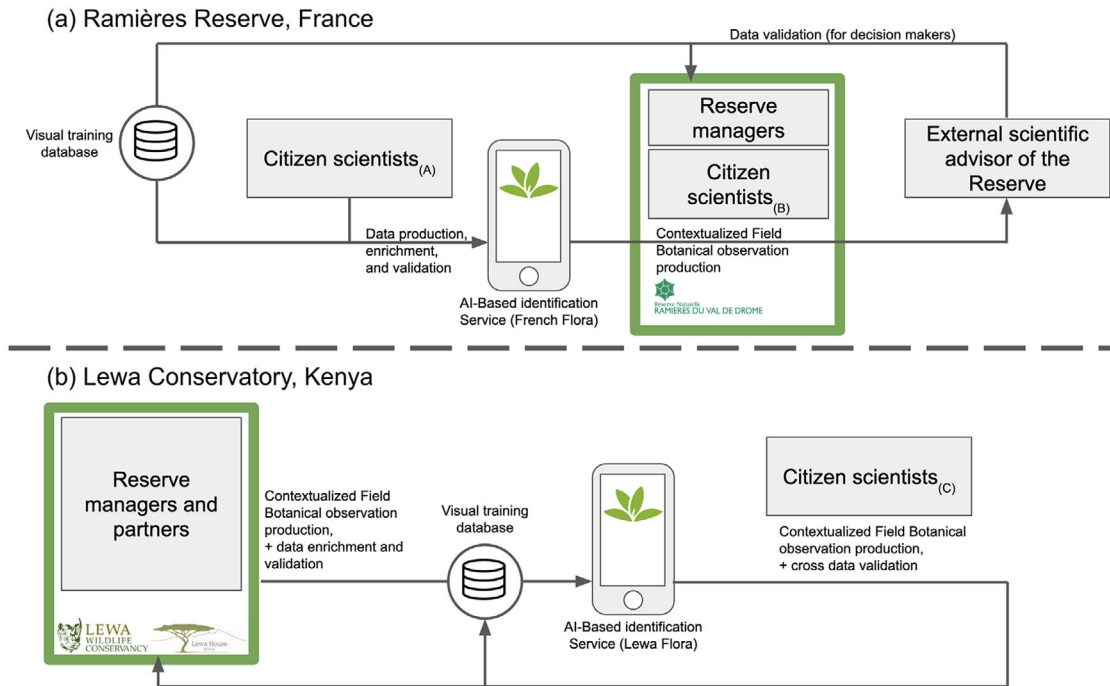 (a) Ramières Reserve, France
Data validation (for decision makers)
Visual training
database
Citizen scientists(A)
Reserve
managers
Citizen
scientists(B)
External scientific
advisor of the
Reserve
Data production,
enrichment,
and validation
Contextualized Field
Botanical observation
production
Réserve Naturelle
RAMIERES DU VAL DE DROME
AI-Based identification
Service (French Flora)
(b) Lewa Conservatory, Kenya
Reserve
managers and
partners
Contextualized Field
Botanical observation
production,
+ data enrichment and
validation
Visual training
database
Citizen scientists(C)
Contextualized Field Botanical
observation production,
+ cross data validation
AI-Based identification
Service (Lewa Flora)
LEWA
WILDLIFE
CONSERVANCY
Lewa House